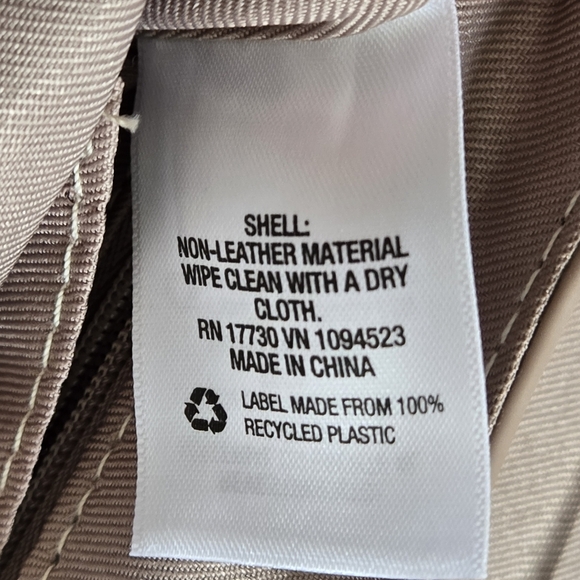 SHELL:
NON-LEATHER MATERIAL
WIPE CLEAN WITH A DRY
CLOTH.
RN 17730 VN 1094523
MADE IN CHINA
LABEL MADE FROM 100%
RECYCLED PLASTIC